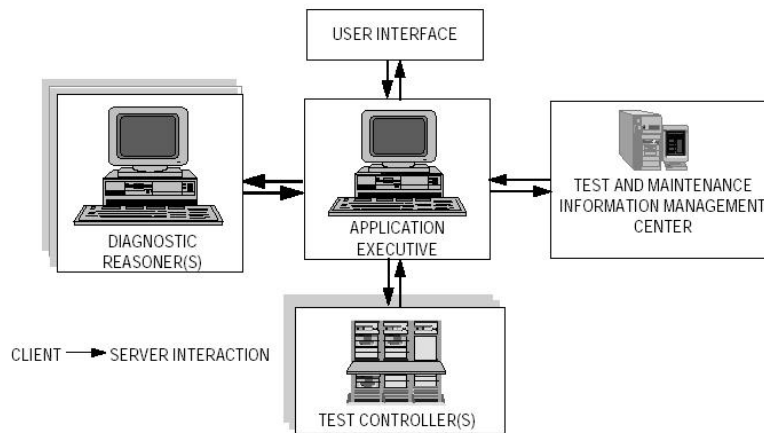 USER INTERFACE
DIAGNOSTIC
REASONER(S)
APPLICATION
EXECUTIVE
TEST AND MAINTENANCE
INFORMATION MANAGEMENT
CENTER
CLIENT SERVER INTERACTION
TEST CONTROLLER(S)